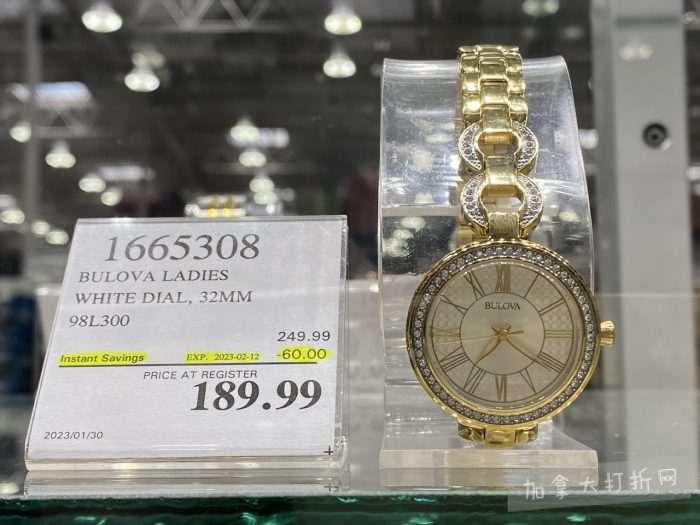 1665308
BULOVA LADIES
WHITE DIAL, 32MM
98L300
249.99
Instant Savings EXP. 2023-02-12 -60.00
PRICE AT REGISTER
189.99
2023/01/30 +
BULOVA
加拿大打折网